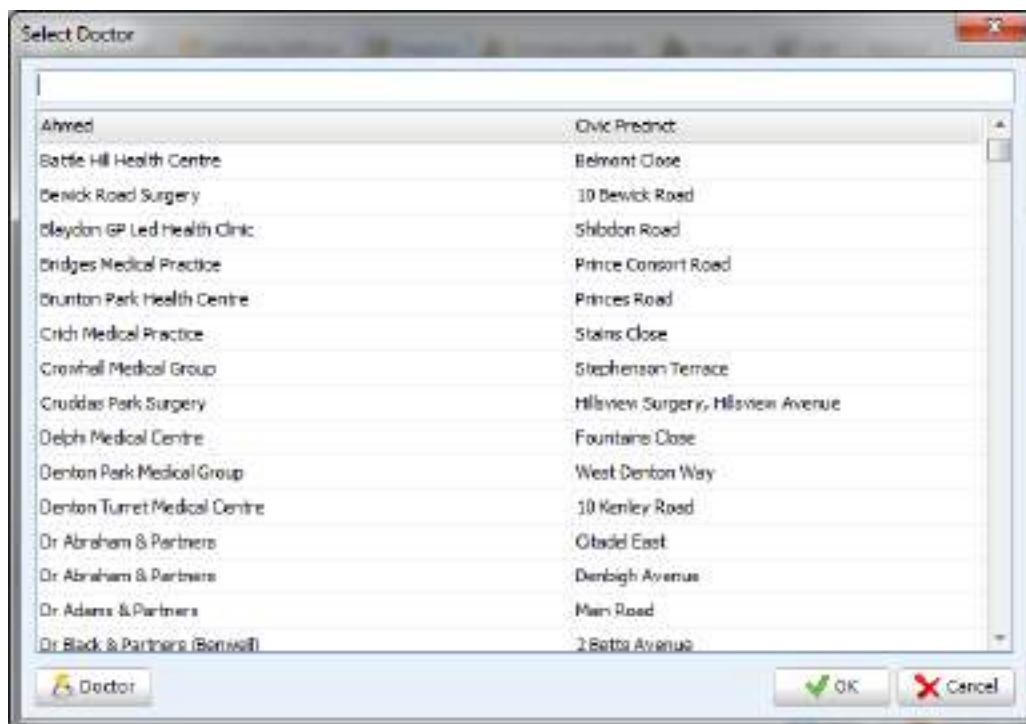 Select Doctor
Ahmed Civic Precinct
Battle Hill Health Centre Belmont Close
Bewick Road Surgery 10 Bewick Road
Blaydon GP Led Health Clinic Shibdon Road
Bridges Medical Practice Prince Consort Road
Brunton Park Health Centre Princes Road
Crich Medical Practice Stains Close
Crowhall Medical Group Stephenson Terrace
Cruddas Park Surgery Hillsview Surgery, Hillsview Avenue
Delphi Medical Centre Fountains Close
Denton Park Medical Group West Denton Way
Denton Turret Medical Centre 10 Kenley Road
Dr Abraham & Partners Citadel East
Dr Abraham & Partners Denbigh Avenue
Dr Adams & Partners Main Road
Dr Black & Partners (Benwell) 2 Betts Avenue
Doctor OK Cancel